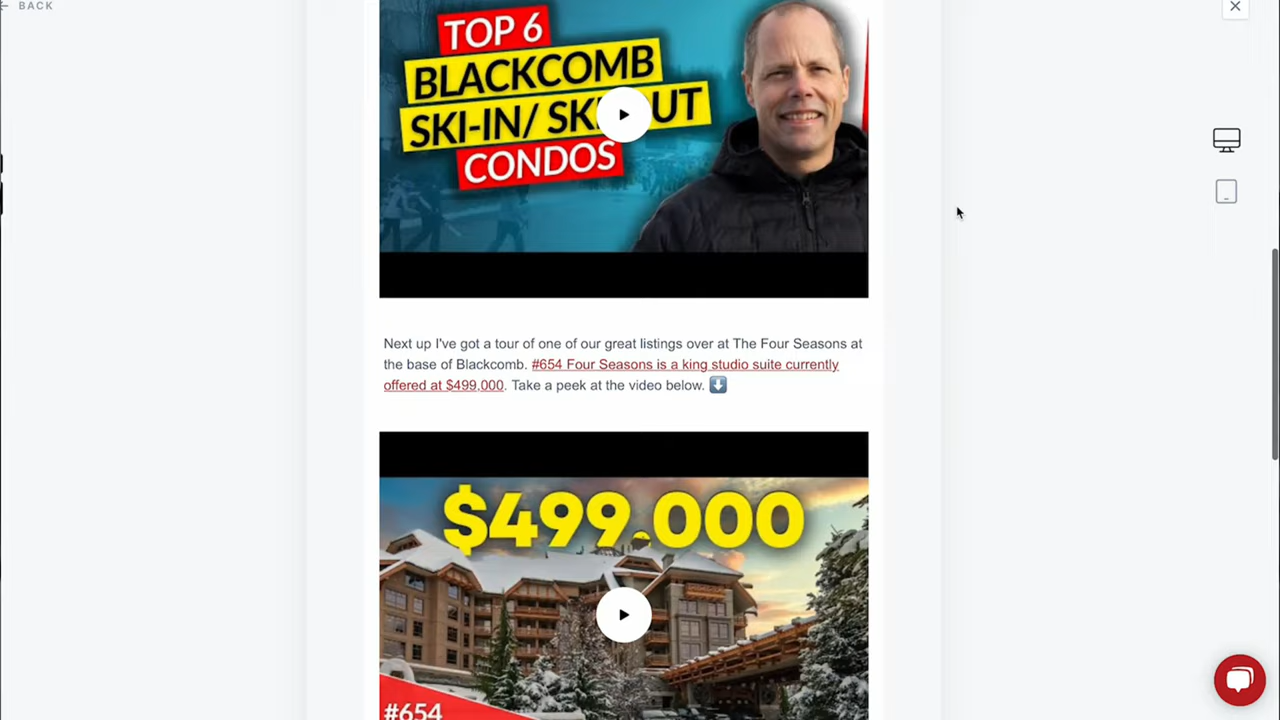 BACK
TOP 6
BLACKCOMB
SKI-IN/ SKI UT
CONDOS
Next up I've got a tour of one of our great listings over at The Four Seasons at
the base of Blackcomb. #654 Four Seasons is a king studio suite currently
offered at $499,000. Take a peek at the video below. ⬇️
$499,000
#654